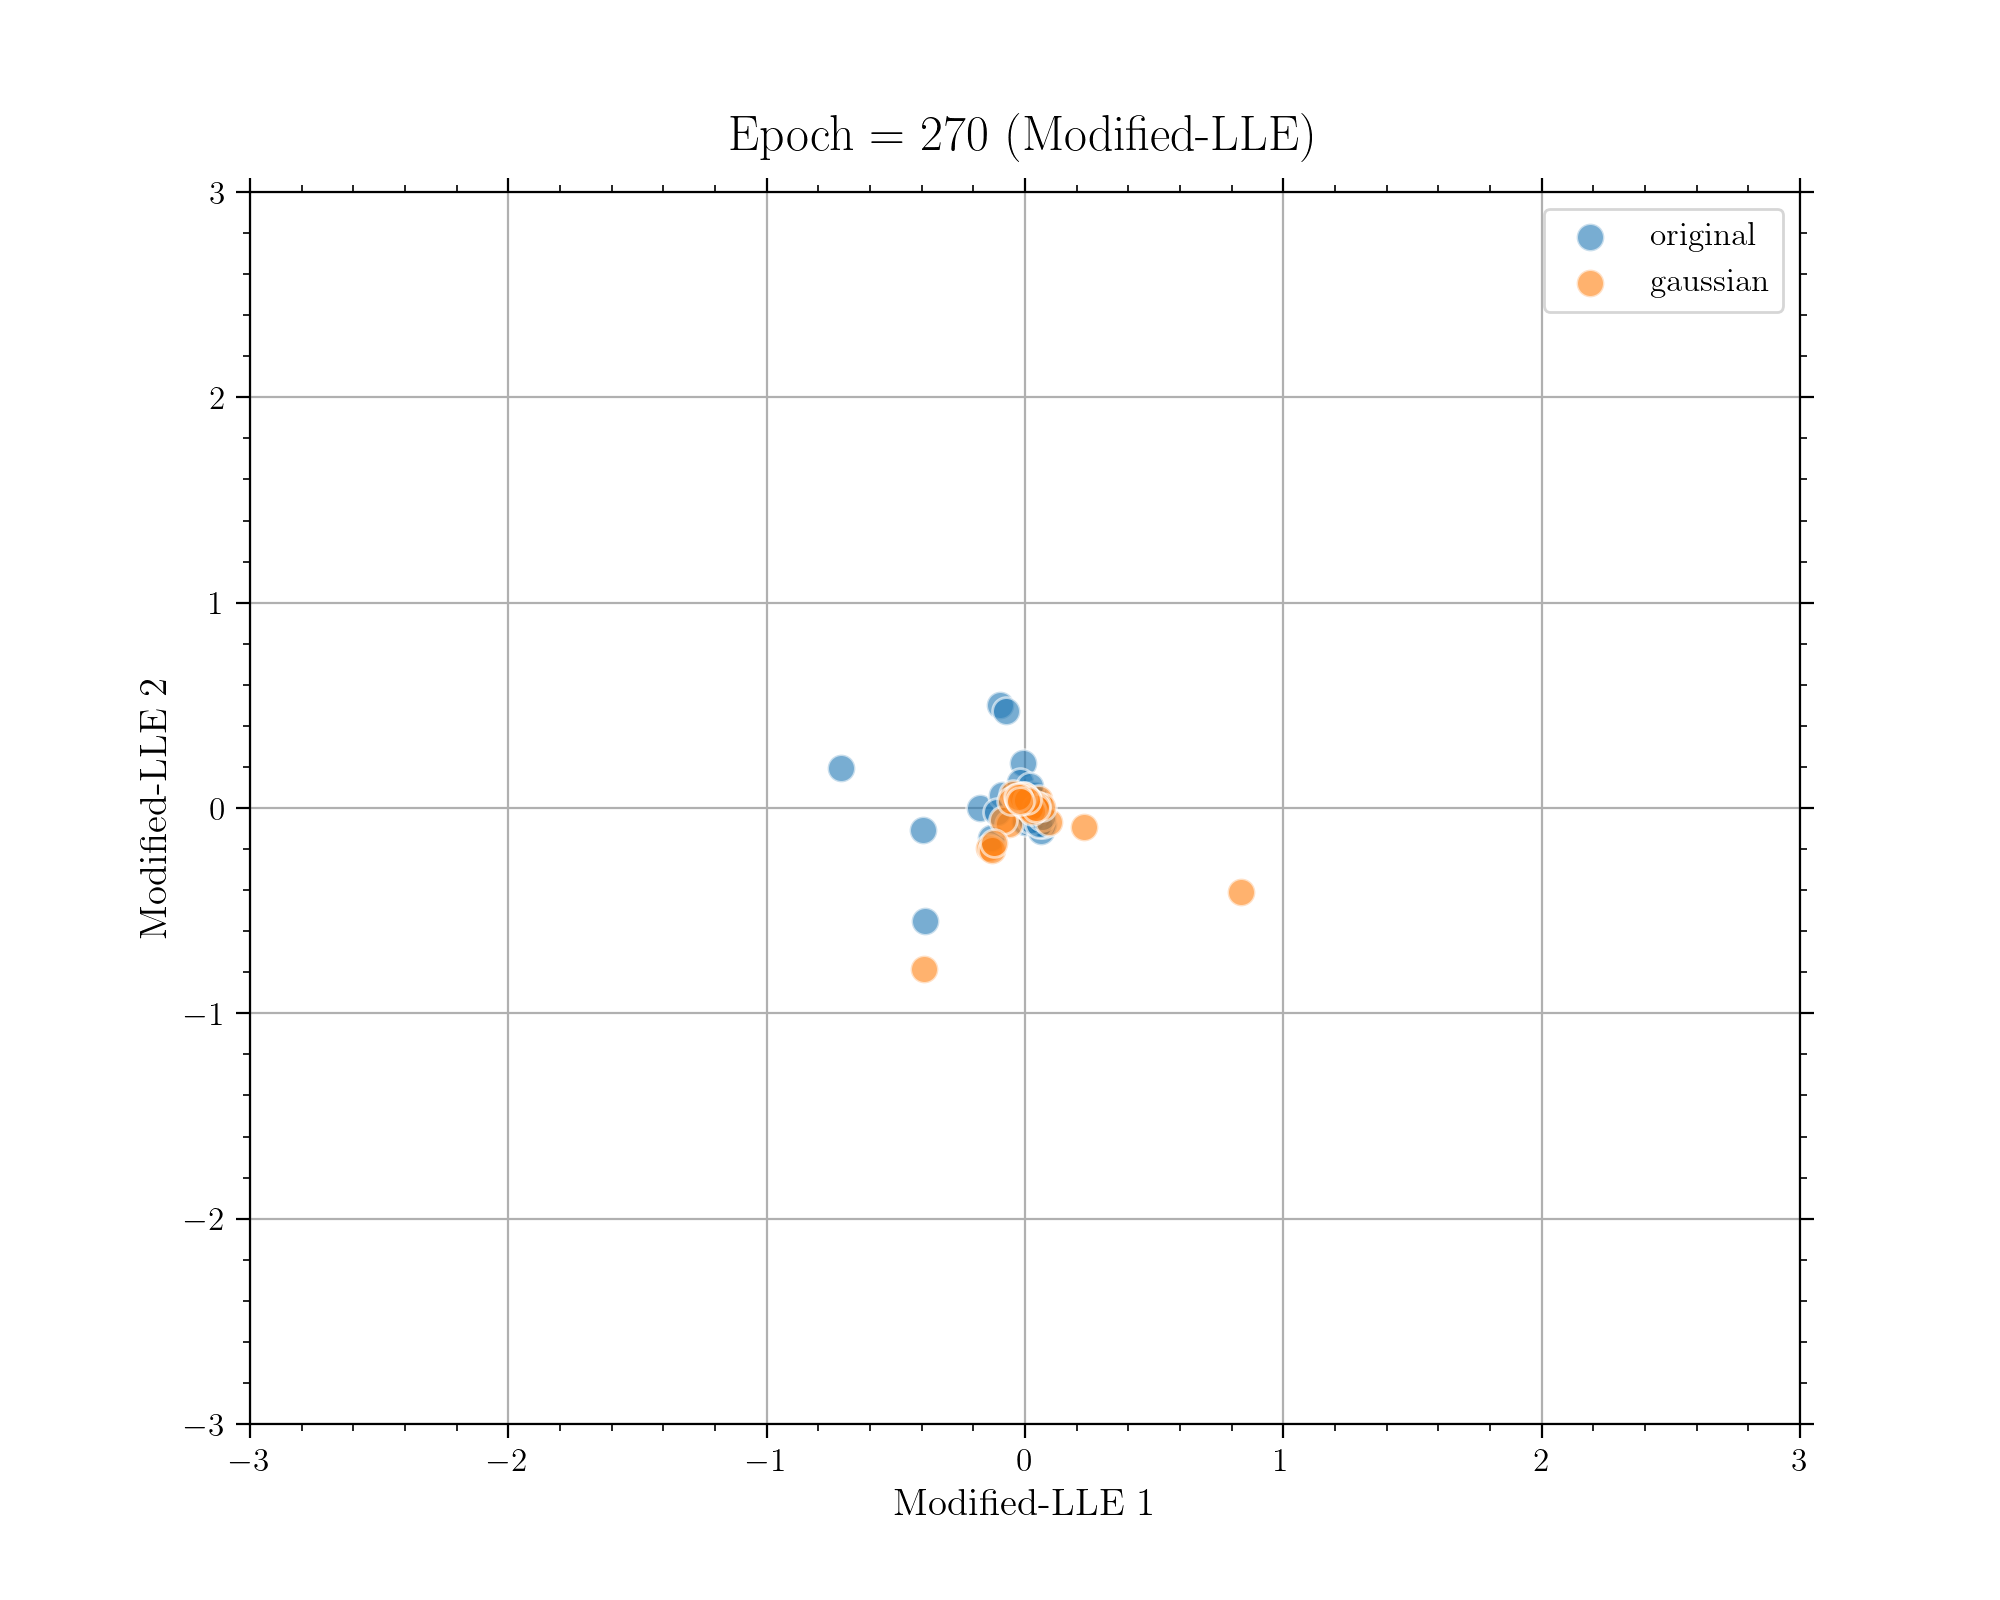 Epoch = 270 (Modified-LLE)
original
gaussian
3
2
1
0
−1
−2
−3
Modified-LLE 2
−3
−2
−1
0
1
2
3
Modified-LLE 1